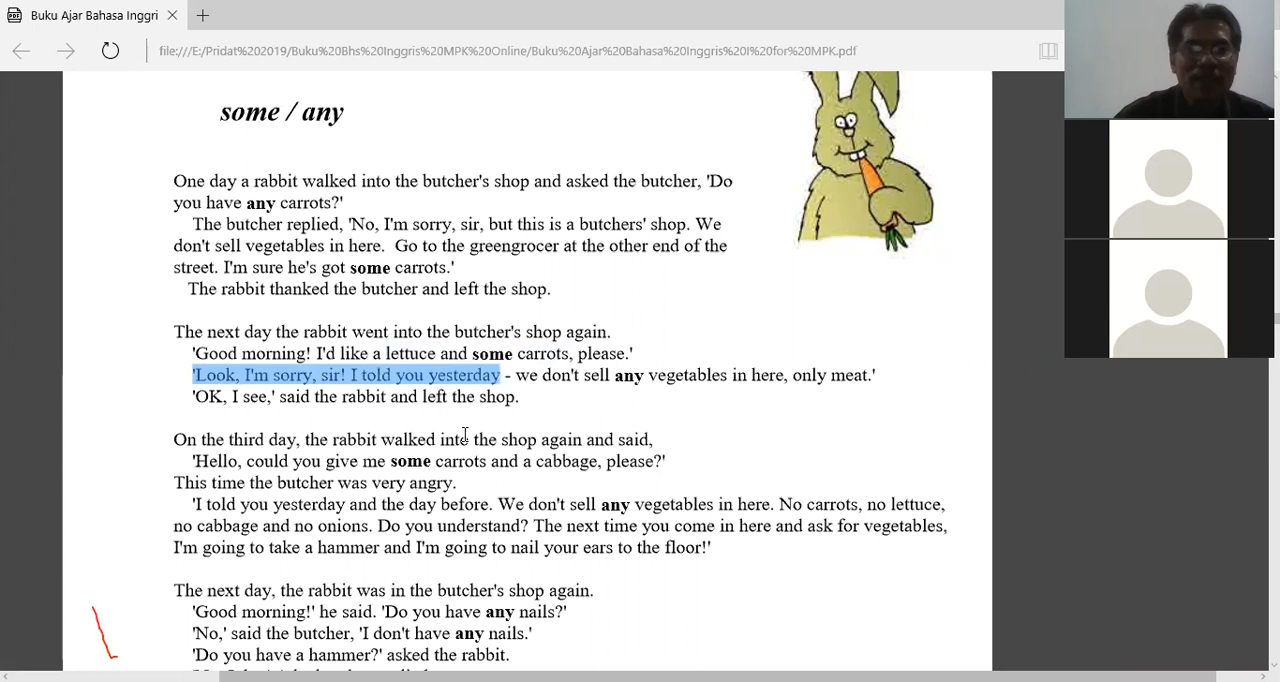 Buku Ajar Bahasa Inggri
file:///E:/Pridat%202019/Buku%20Bhs%20Inggris%20MPK%20Online/Buku%20Ajar%20Bahasa%20Inggris%20I%20for%20MPK.pdf
some / any
One day a rabbit walked into the butcher's shop and asked the butcher, 'Do
you have any carrots?'
The butcher replied, 'No, I'm sorry, sir, but this is a butchers' shop. We
don't sell vegetables in here. Go to the greengrocer at the other end of the
street. I'm sure he's got some carrots.'
The rabbit thanked the butcher and left the shop.
The next day the rabbit went into the butcher's shop again.
'Good morning! I'd like a lettuce and some carrots, please.'
'Look, I'm sorry, sir! I told you yesterday - we don't sell any vegetables in here, only meat.'
'OK, I see,' said the rabbit and left the shop.
On the third day, the rabbit walked into the shop again and said,
'Hello, could you give me some carrots and a cabbage, please?'
This time the butcher was very angry.
'I told you yesterday and the day before. We don't sell any vegetables in here. No carrots, no lettuce,
no cabbage and no onions. Do you understand? The next time you come in here and ask for vegetables,
I'm going to take a hammer and I'm going to nail your ears to the floor!'
The next day, the rabbit was in the butcher's shop again.
'Good morning!' he said. 'Do you have any nails?'
'No,' said the butcher, 'I don't have any nails.'
'Do you have a hammer?' asked the rabbit.